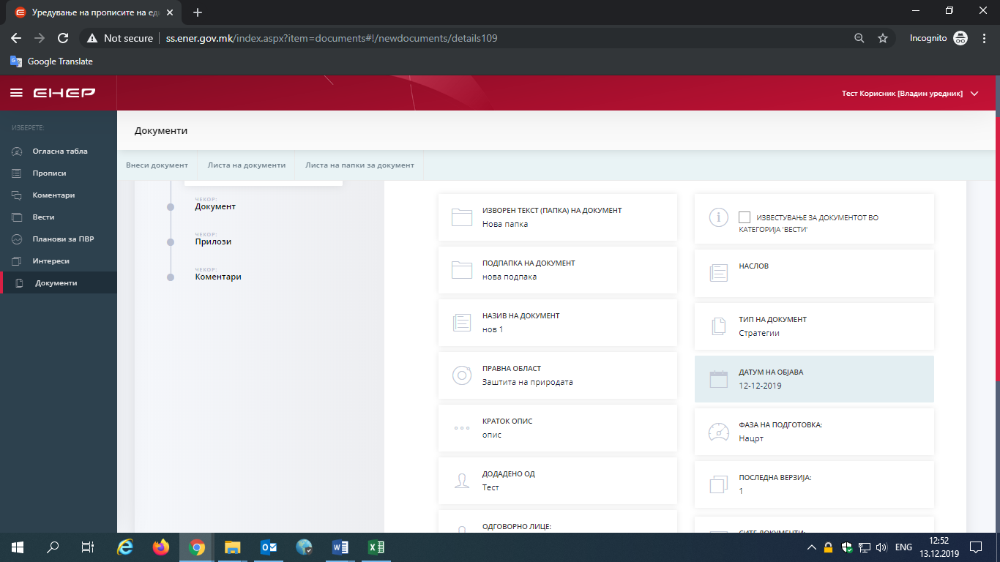 Уредување на прописите на ед
Not secure
ss.ener.gov.mk/index.aspx?item=documents#!/newdocuments/details109
Incognito
Google Translate
ЕНЕР
Тест Корисник [Владин уредник]
ИЗБЕРЕТЕ:
Огласна табла
Прописи
Коментари
Вести
Планови за ПВР
Интереси
Документи
Документи
Внеси документ
Листа на документи
Листа на папки за документ
ЧЕКОР:
Документ
ЧЕКОР:
Прилози
ЧЕКОР:
Коментари
ИЗВОРЕН ТЕКСТ (ПАПКА) НА ДОКУМЕНТ
Нова папка
ПОДПАПКА НА ДОКУМЕНТ
нова подпака
НАЗИВ НА ДОКУМЕНТ
нов 1
ПРАВНА ОБЛАСТ
Заштита на природата
КРАТОК ОПИС
опис
ДОДАДЕНО ОД
Тест
ОДГОВОРНО ЛИЦЕ:
ИЗВЕСТУВАЊЕ ЗА ДОКУМЕНТОТ ВО
КАТЕГОРИЈА 'ВЕСТИ'
НАСЛОВ
ТИП НА ДОКУМЕНТ
Стратегии
ДАТУМ НА ОБЈАВА
12-12-2019
ФАЗА НА ПОДГОТОВКА:
Нацрт
ПОСЛЕДНА ВЕРЗИЈА:
1
СИТЕ ДОКУМЕНТИ:
ENG
12:52
13.12.2019